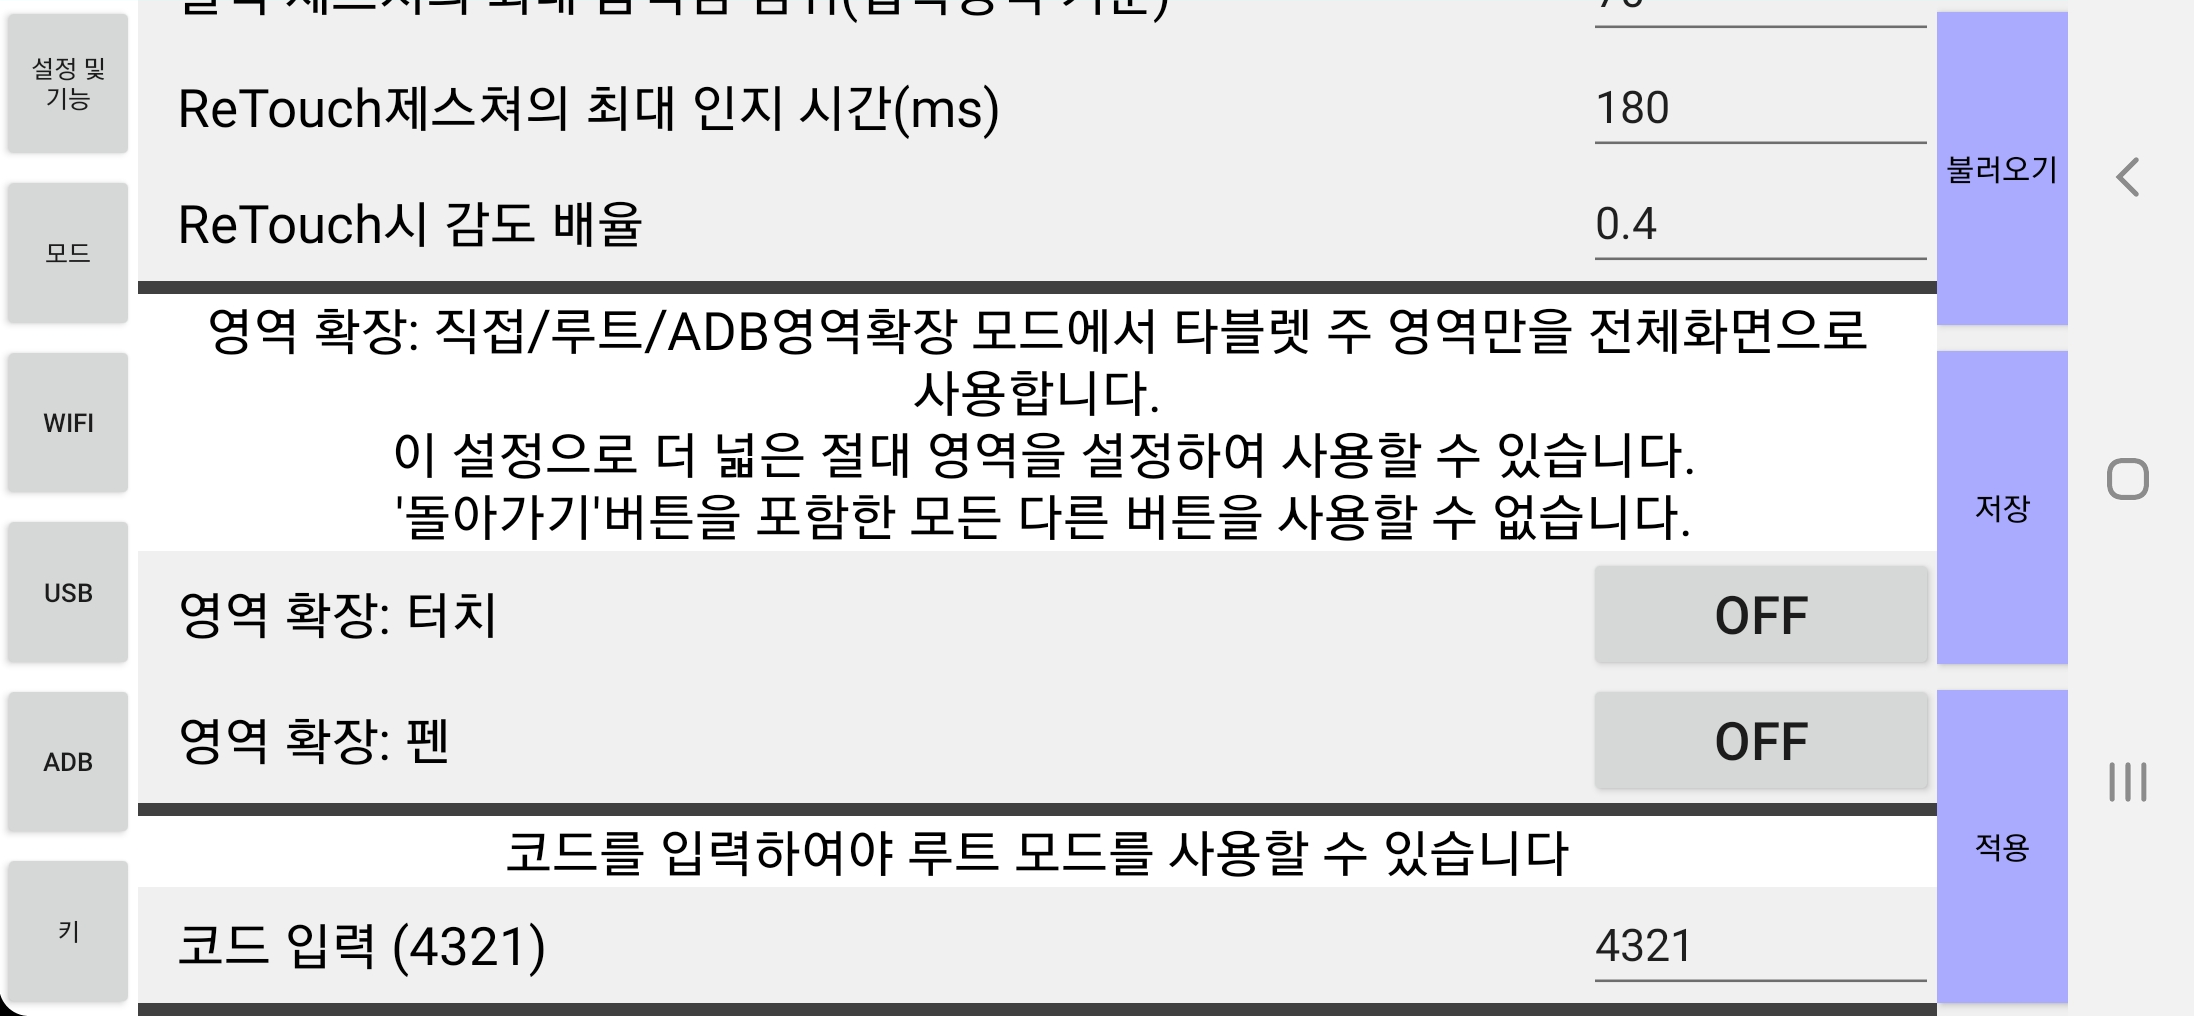 설정 및
기능
모드
WIFI
USB
ADB
키
ReTouch제스쳐의 최대 인지 시간(ms)
180
ReTouch시 감도 배율
0.4
영역 확장: 직접/루트/ADB영역확장 모드에서 타블렛 주 영역만을 전체화면으로
사용합니다.
이 설정으로 더 넓은 절대 영역을 설정하여 사용할 수 있습니다.
'돌아가기'버튼을 포함한 모든 다른 버튼을 사용할 수 없습니다.
영역 확장: 터치
OFF
영역 확장: 펜
OFF
코드를 입력하여야 루트 모드를 사용할 수 있습니다
코드 입력 (4321)
4321
불러오기
저장
적용